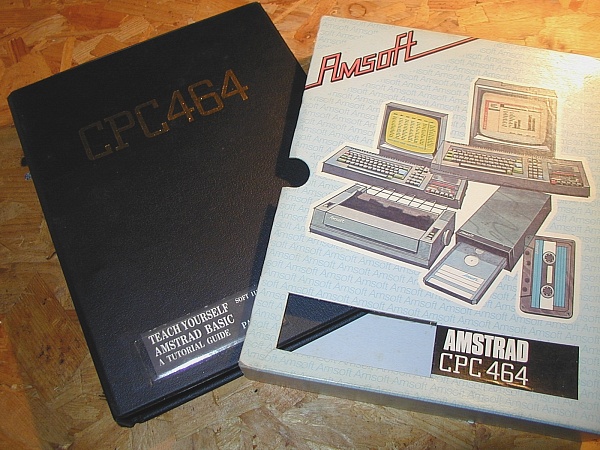 CPC464
TEACH YOURSELF
AMSTRAD BASIC
A TUTORIAL GUIDE
SOFT
Amsoft
AMSTRAD
CPC 464